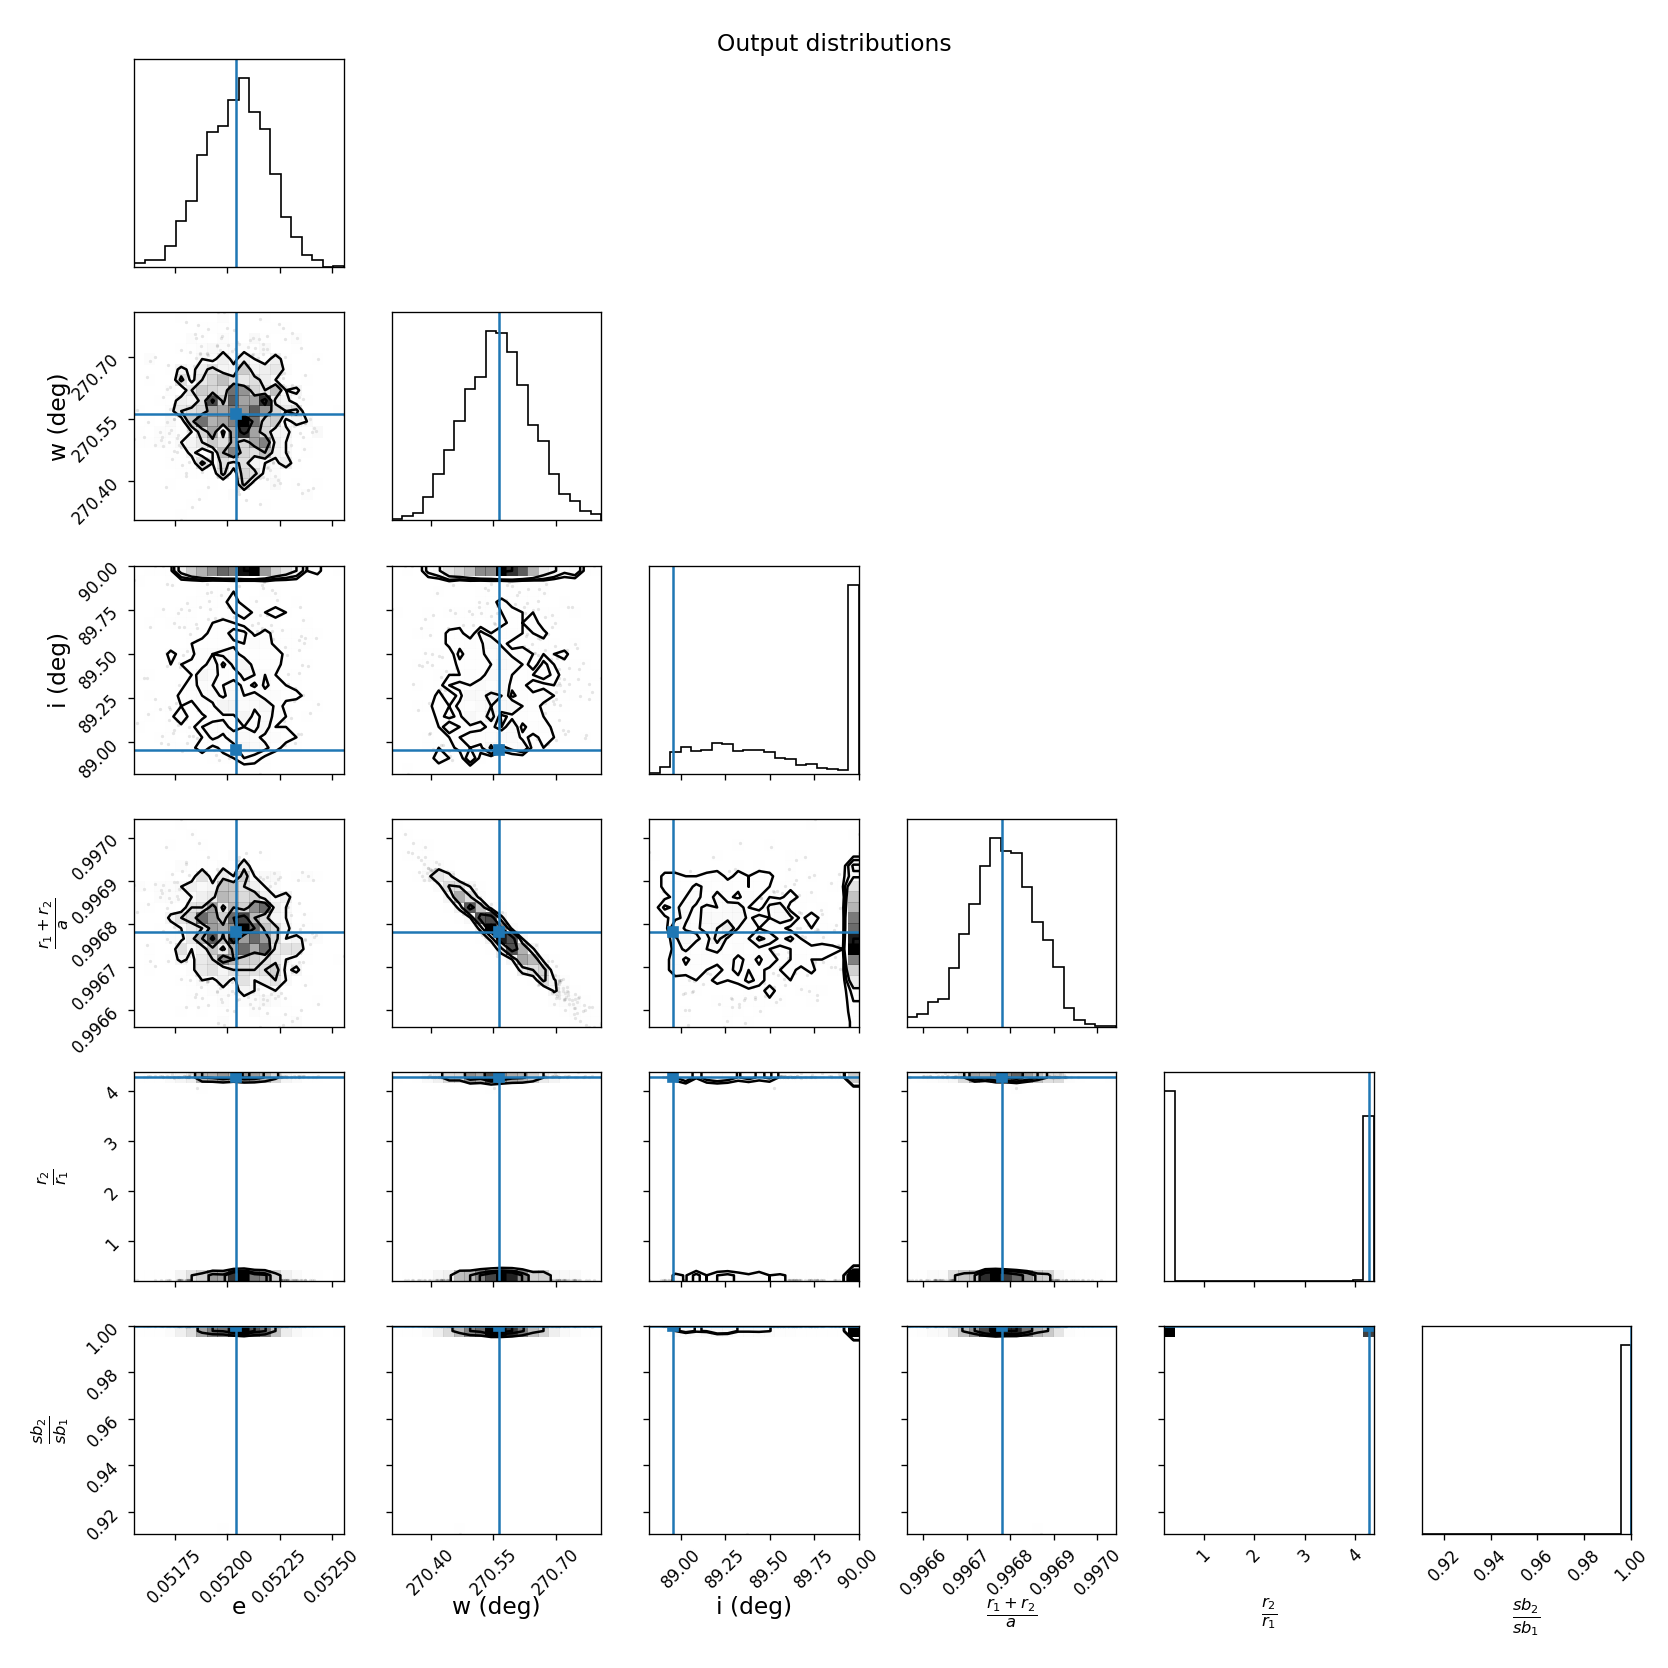 Output distributions
w (deg)
270.70
270.55
270.40
i (deg)
90.00
89.75
89.50
89.25
89.00
r₁ + r₂
a
0.9970
0.9969
0.9968
0.9967
0.9966
r₂
r₁
4
3
2
1
sb₂
sb₁
1.00
0.98
0.96
0.94
0.92
0.05175 0.05200 0.05225 0.05250 270.40 270.55 270.70 89.00 89.25 89.50 89.75 90.00 0.9966 0.9967 0.9968 0.9969 0.9970 1 2 3 4 0.92 0.94 0.96 0.98 1.00
e w (deg) i (deg)
r₁ + r₂
a
r₂
r₁
sb₂
sb₁